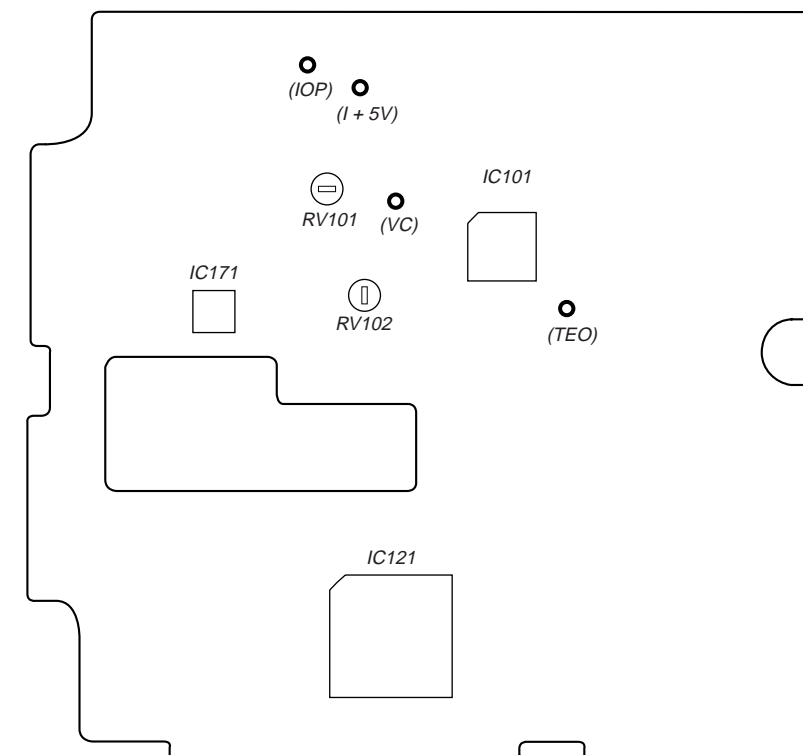 (IOP)
(I + 5V)
IC101
RV101
(VC)
IC171
RV102
(TEO)
IC121